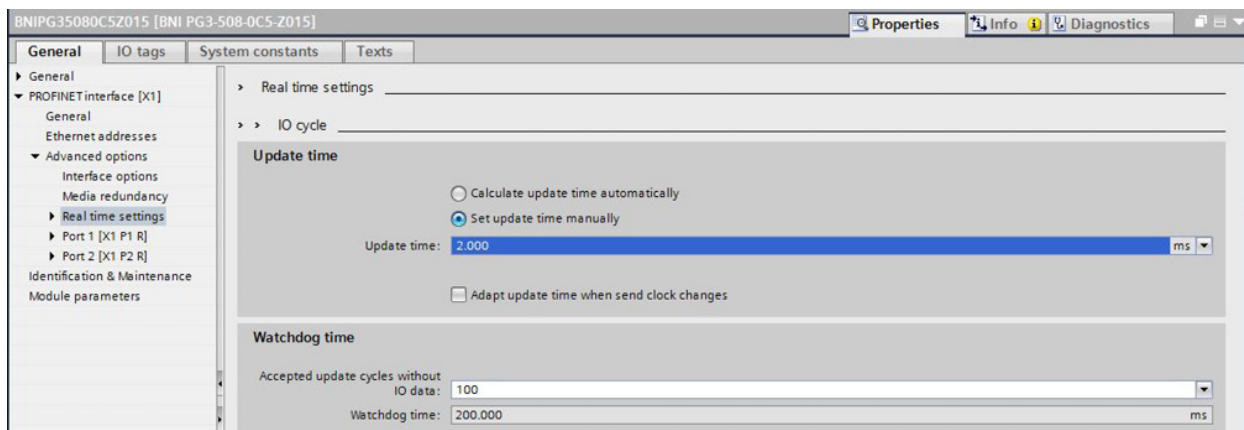 BNIPG35080C5Z015 [BNI PG3-508-0C5-Z015]
Properties
Info
Diagnostics
General
IO tags
System constants
Texts
General
PROFINET interface [X1]
General
Ethernet addresses
Advanced options
Interface options
Media redundancy
Real time settings
Port 1 [X1 P1 R]
Port 2 [X1 P2 R]
Identification & Maintenance
Module parameters
Real time settings
IO cycle
Update time
Calculate update time automatically
Set update time manually
Update time: 2.000 ms
Adapt update time when send clock changes
Watchdog time
Accepted update cycles without
IO data: 100
Watchdog time: 200.000 ms